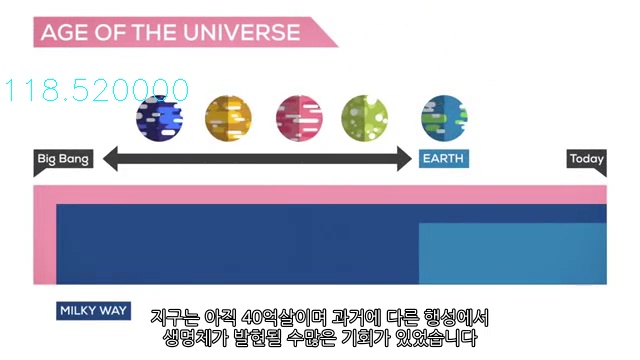 AGE OF THE UNIVERSE
118.520000
Big Bang
EARTH
Today
MILKY WAY
지구는 아직 40억살이며 과거에 다른 행성에서
생명체가 발현될 수많은 기회가 있었습니다